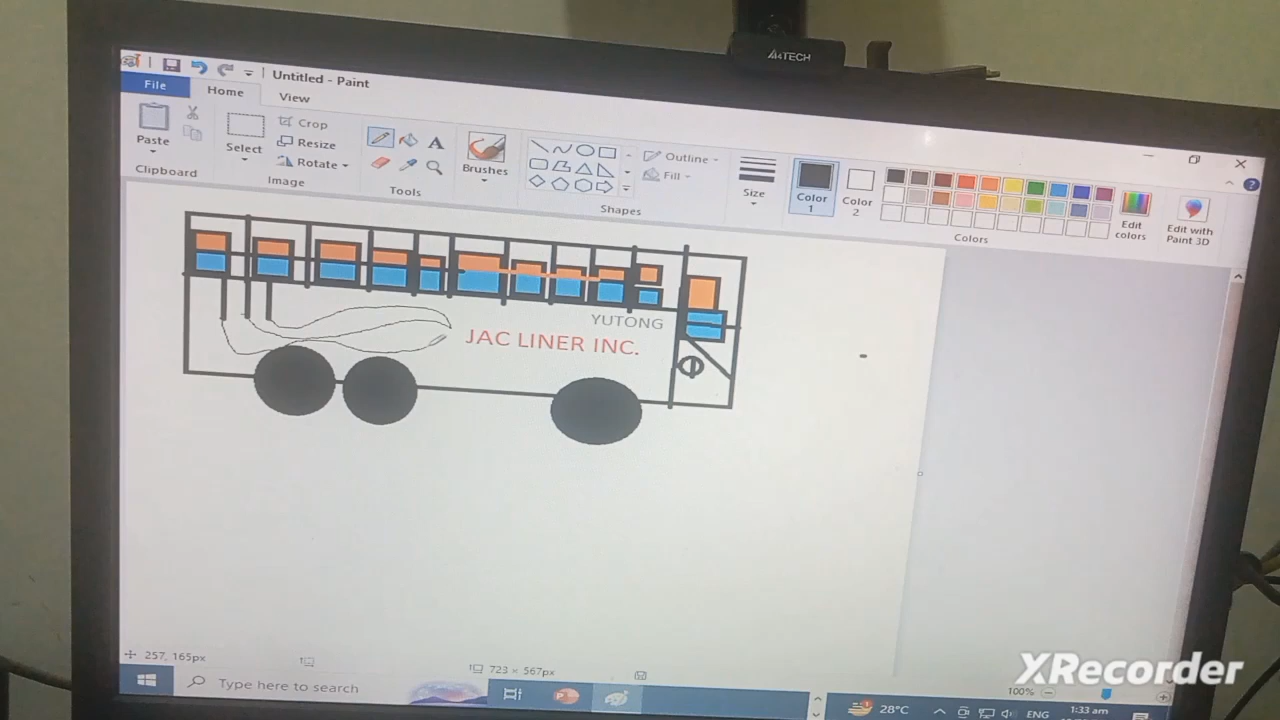 A4TECH
Untitled - Paint
File
Home
View
Paste
Clipboard
Select
Crop
Resize
Rotate
Image
A
Tools
Brushes
Shapes
Outline
Fill
Size
Color 1
Color 2
Colors
Edit colors
Edit with Paint 3D
YUTONG
JAC LINER INC.
257, 165px
723 × 567px
100%
Type here to search
28°C
ENG
1:33 am
XRecorder